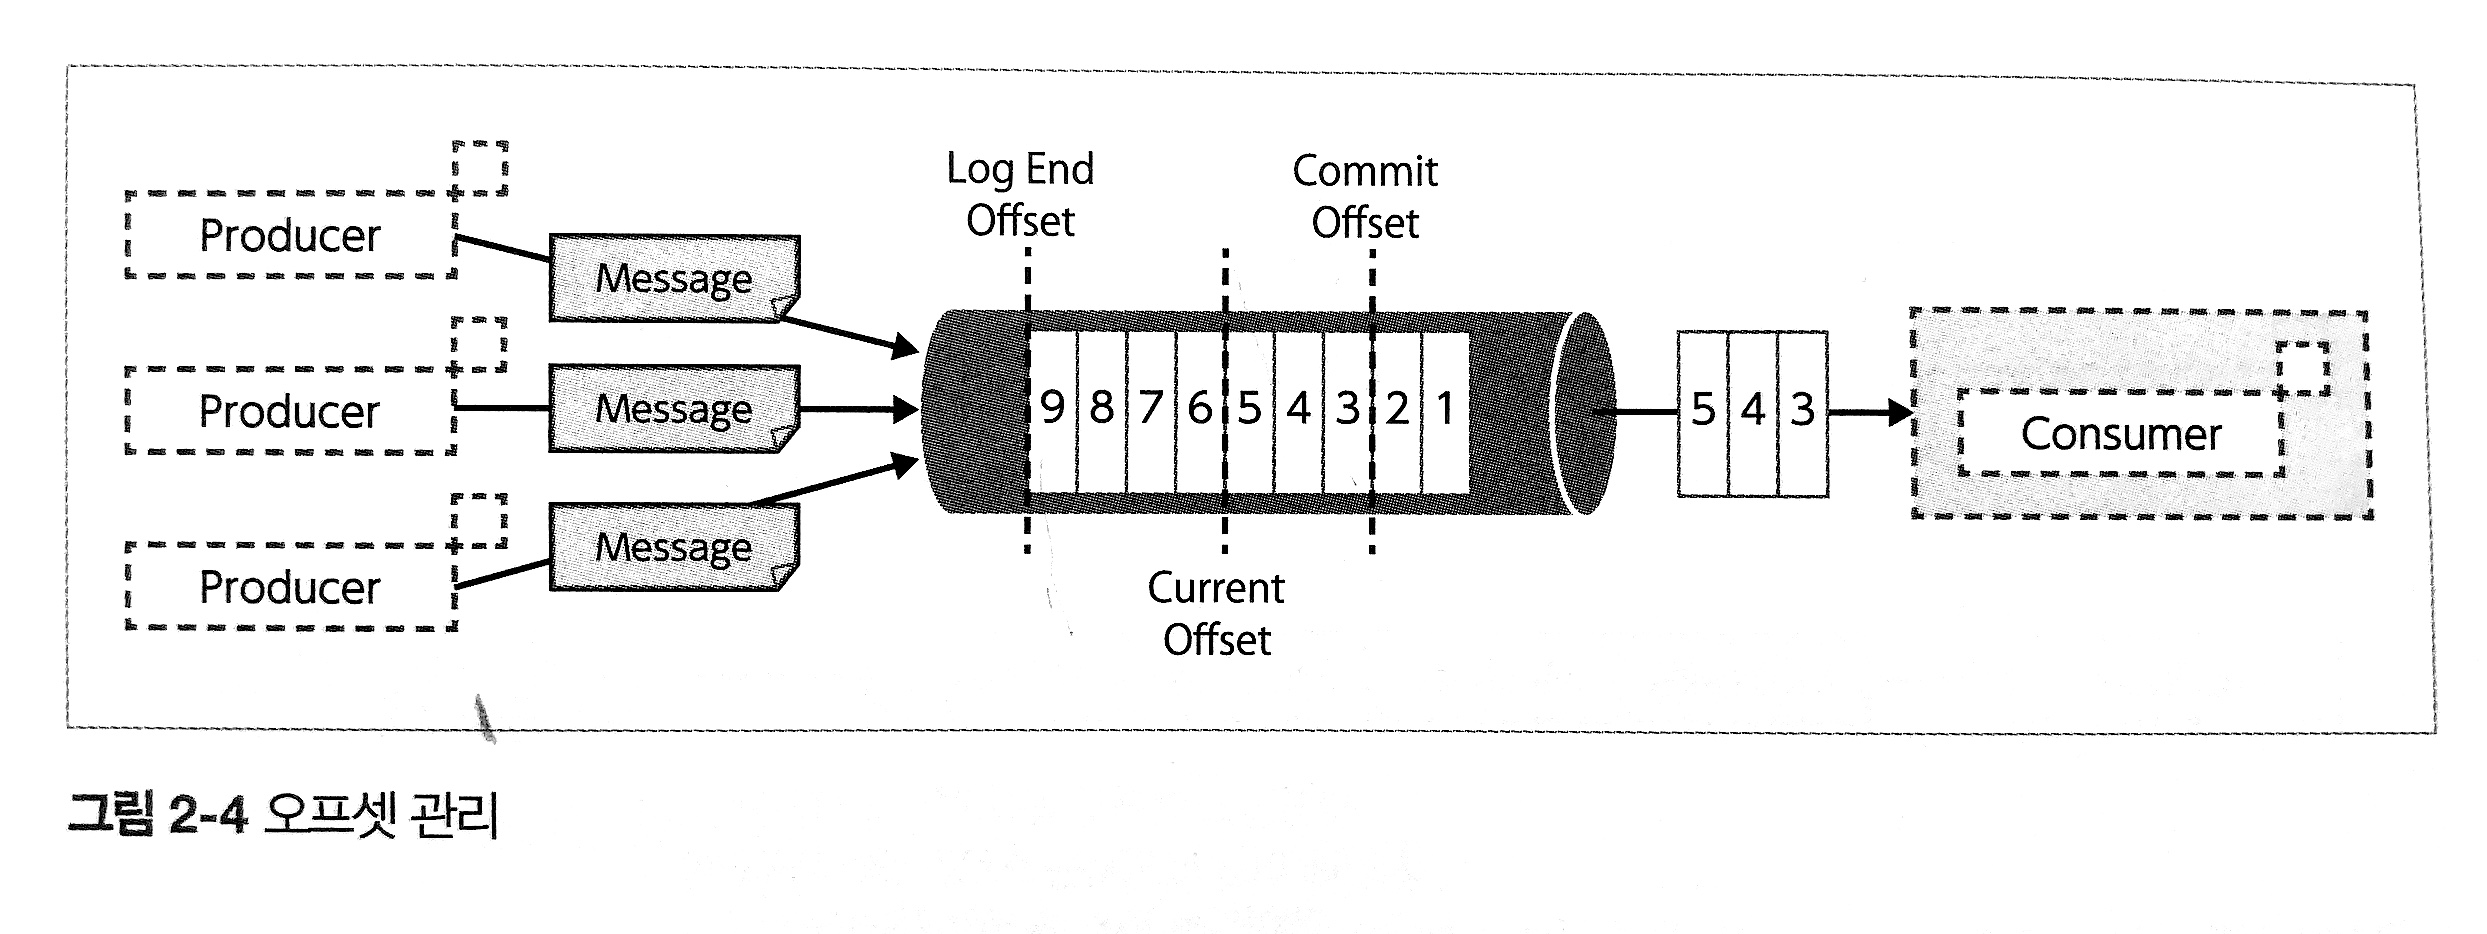 Producer
Producer
Producer
Message
Message
Message
Log End
Offset
Commit
Offset
9 8 7 6 5 4 3 2 1
Current
Offset
5 4 3
Consumer
그림 2-4 오프셋 관리